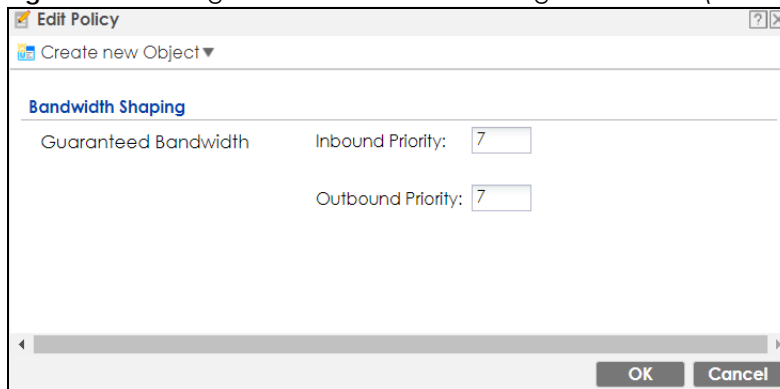 Edit Policy
Create new Object
Bandwidth Shaping
Guaranteed Bandwidth Inbound Priority: 7
Outbound Priority: 7
OK Cancel